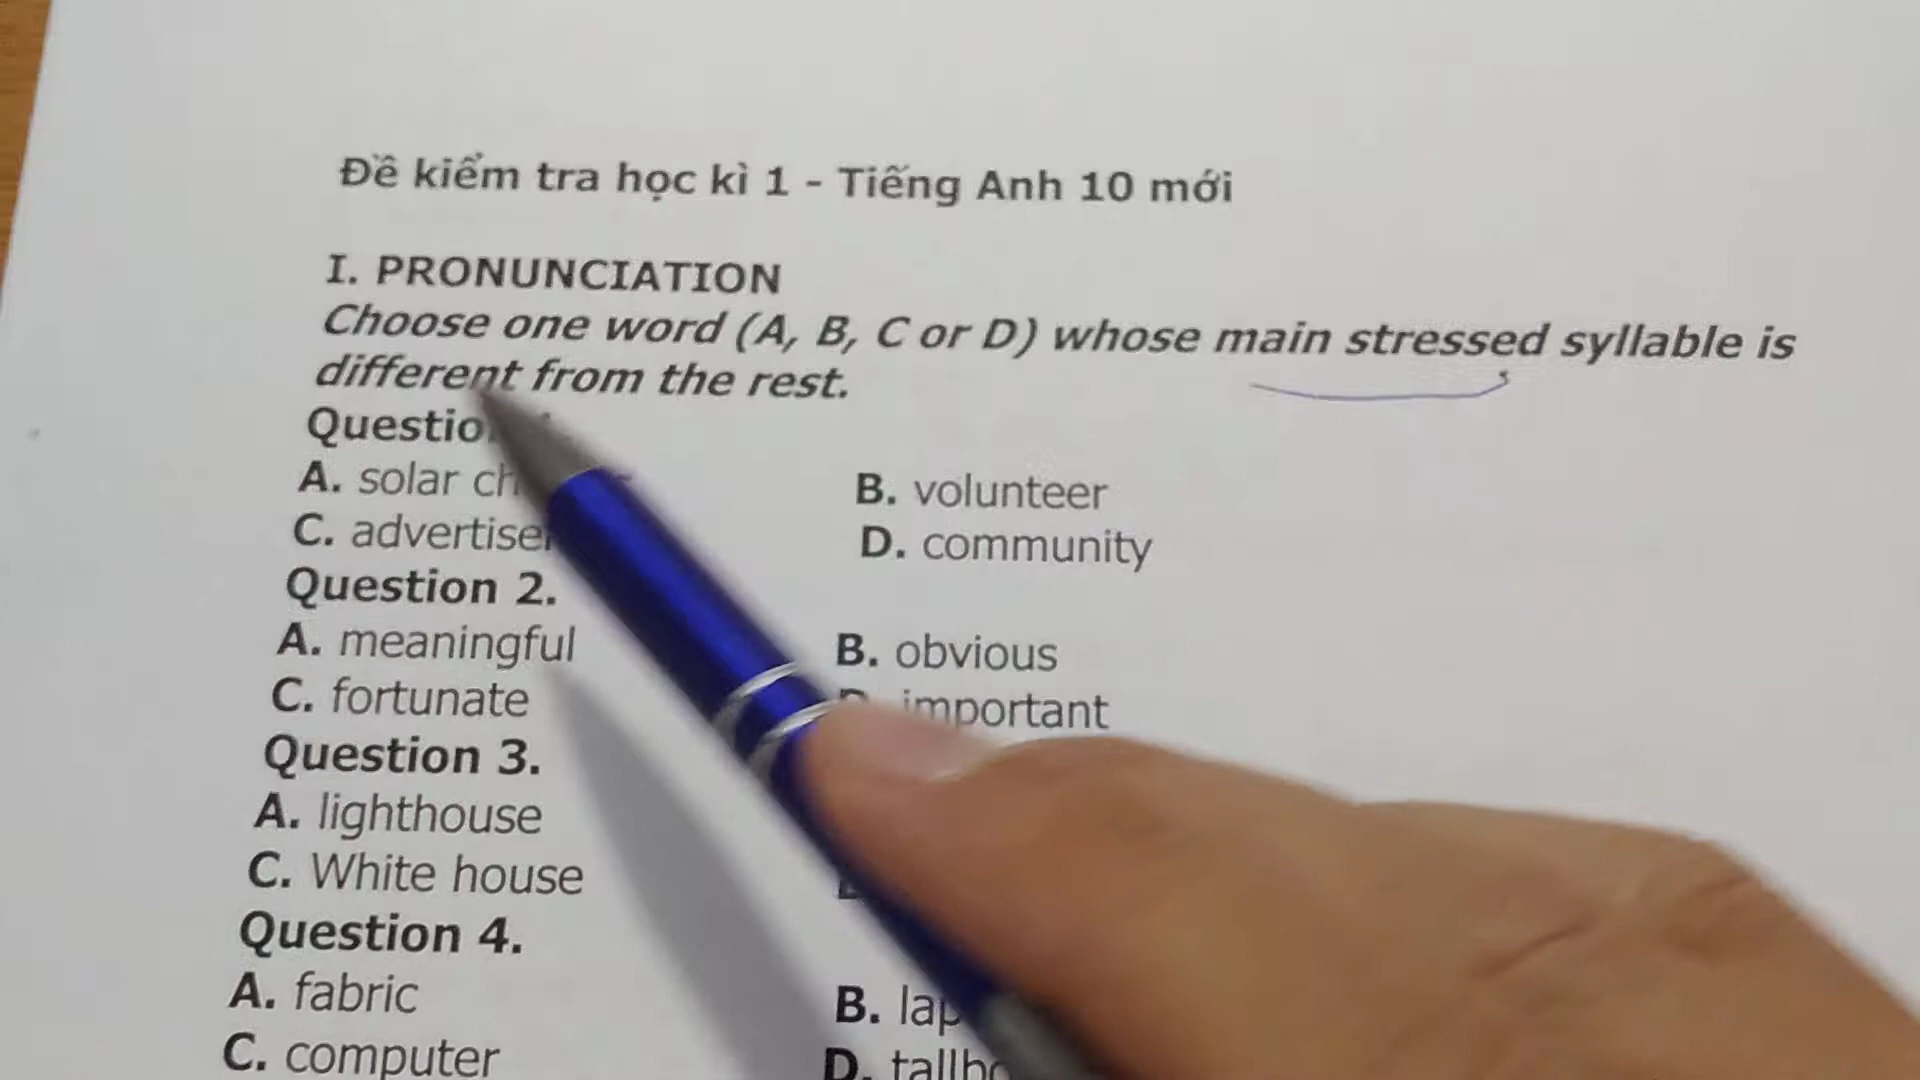 Đề kiểm tra học kì 1 - Tiếng Anh 10 mới
I. PRONUNCIATION
Choose one word (A, B, C or D) whose main stressed syllable is
different from the rest.
A. solar B. volunteer
C. D. community
Question 2.
A. meaningful B. obvious
C. fortunate important
Question 3.
A. lighthouse
C. White house
Question 4.
A. fabric B.
C. computer D.